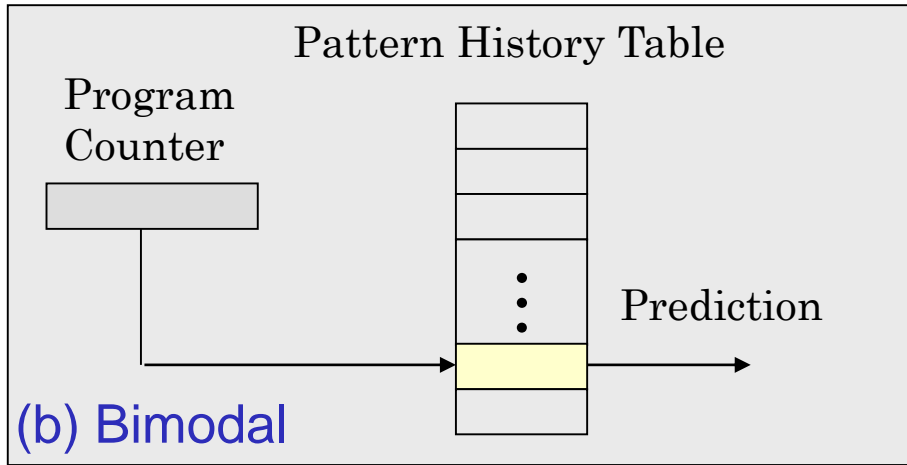 Pattern History Table
Program
Counter
Prediction
(b) Bimodal